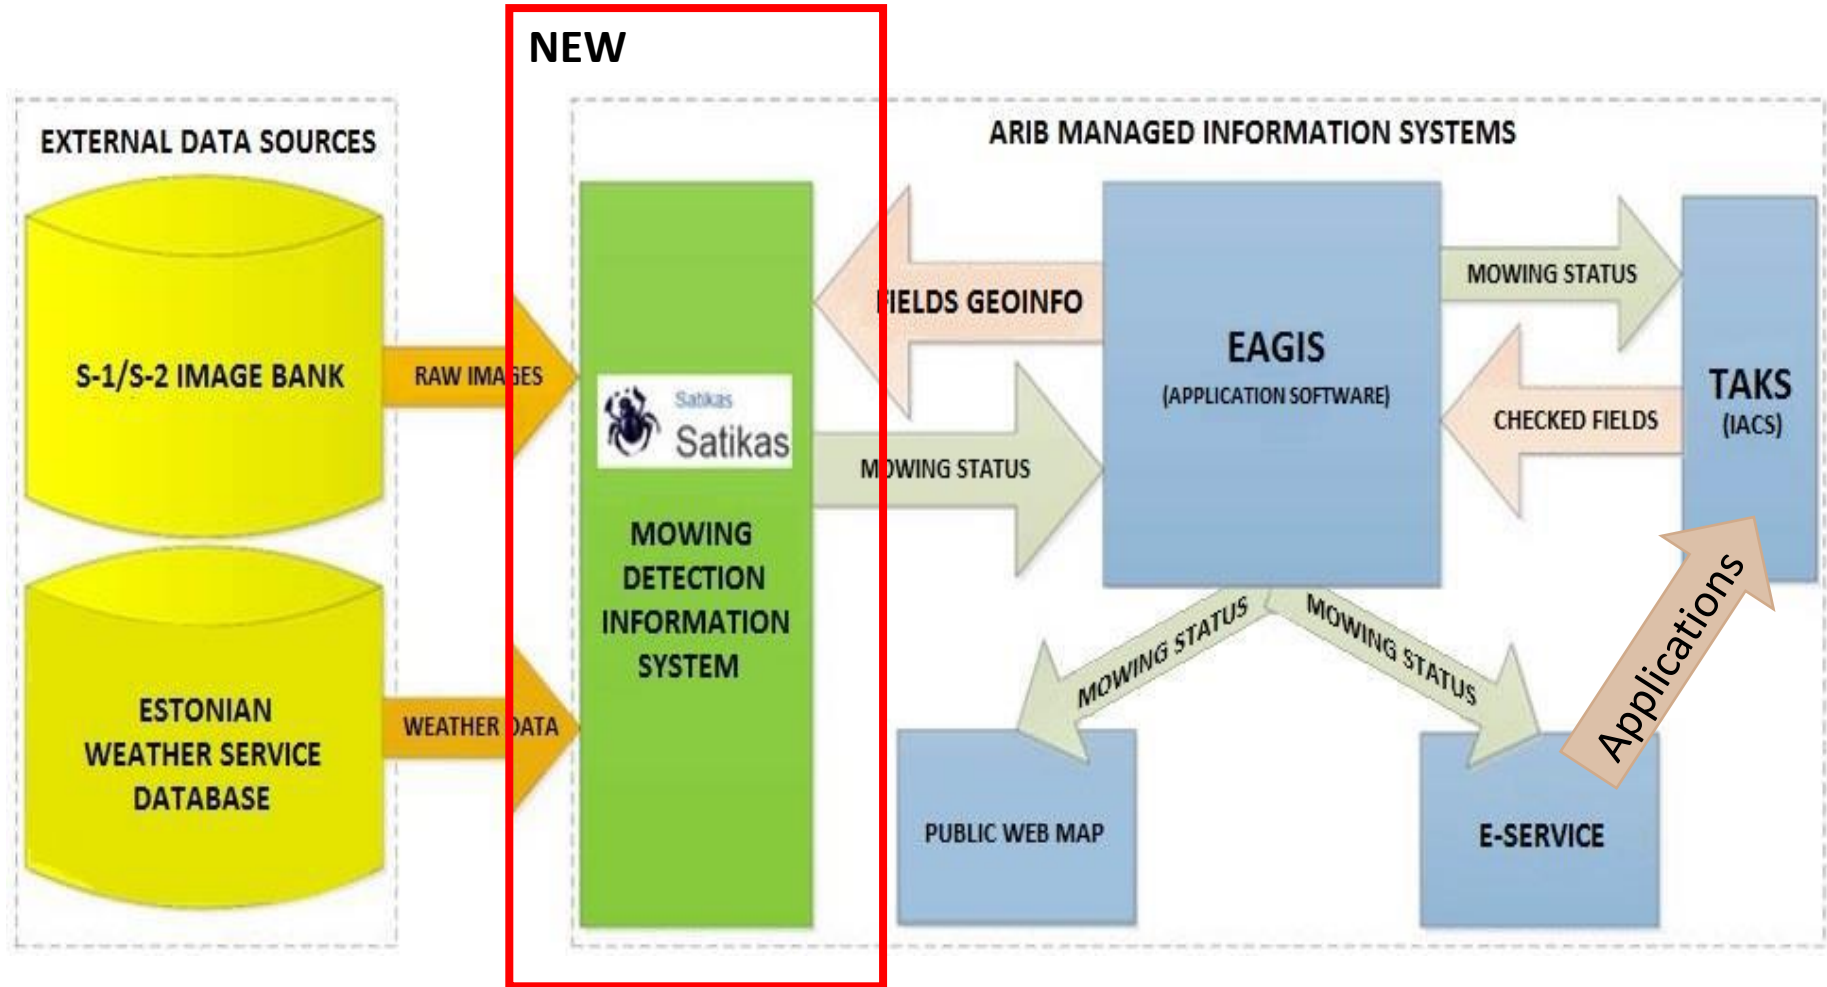 NEW
EXTERNAL DATA SOURCES
ARIB MANAGED INFORMATION SYSTEMS
S-1/S-2 IMAGE BANK
RAW IMAGES
ESTONIAN
WEATHER SERVICE
DATABASE
WEATHER DATA
Satikas
Satikas
MOWING
DETECTION
INFORMATION
SYSTEM
FIELDS GEOINFO
MOWING STATUS
EAGIS
(APPLICATION SOFTWARE)
MOWING STATUS
CHECKED FIELDS
TAKS
(IACS)
MOWING STATUS
MOWING STATUS
Applications
PUBLIC WEB MAP
E-SERVICE